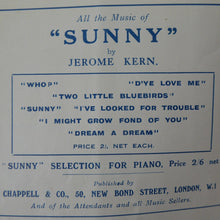 All the Music of
"SUNNY"
by
JEROME KERN.
"WHO?" "D'YE LOVE ME"
"TWO LITTLE BLUEBIRDS"
"SUNNY" "I'VE LOOKED FOR TROUBLE"
"I MIGHT GROW FOND OF YOU"
"DREAM A DREAM"
PRICE 2/. NET EACH.
"SUNNY" SELECTION FOR PIANO, Price 2/6 net
Published by
CHAPPELL & CO., 50, NEW BOND STREET, LONDON, W.1
And of the Attendants and all Music Sellers.